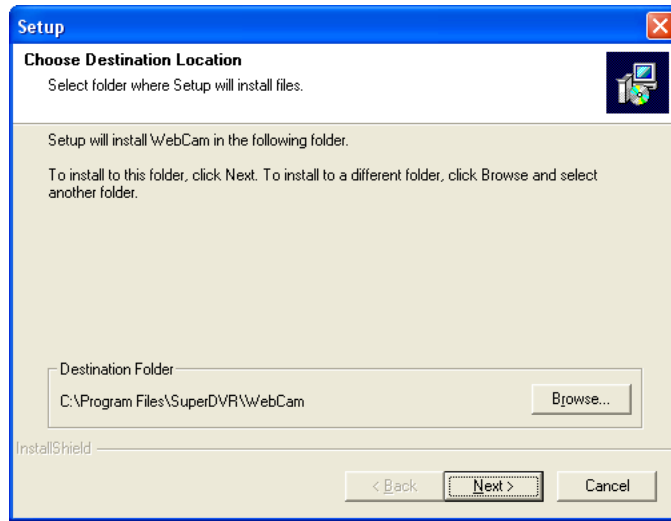 Setup
Choose Destination Location
Select folder where Setup will install files.
Setup will install WebCam in the following folder.
To install to this folder, click Next. To install to a different folder, click Browse and select
another folder.
Destination Folder
C:\Program Files\SuperDVR\WebCam
Browse...
InstallShield
< Back
Next >
Cancel